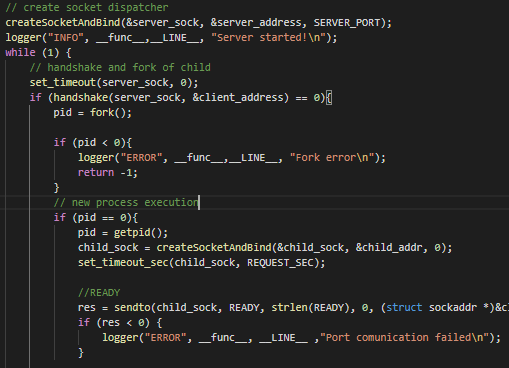 // create socket dispatcher
createSocketAndBind(&server_sock, &server_address, SERVER_PORT);
logger("INFO", __func__,__LINE__, "Server started!\n");
while (1) {
// handshake and fork of child
set_timeout(server_sock, 0);
if (handshake(server_sock, &client_address) == 0){
pid = fork();
if (pid < 0){
logger("ERROR", __func__,__LINE__, "Fork error\n");
return -1;
}
// new process execution
if (pid == 0){
pid = getpid();
child_sock = createSocketAndBind(&child_sock, &child_addr, 0);
set_timeout_sec(child_sock, REQUEST_SEC);
//READY
res = sendto(child_sock, READY, strlen(READY), 0, (struct sockaddr *)&cl
if (res < 0) {
logger("ERROR", __func__, __LINE__ ,"Port comunication failed\n");
}